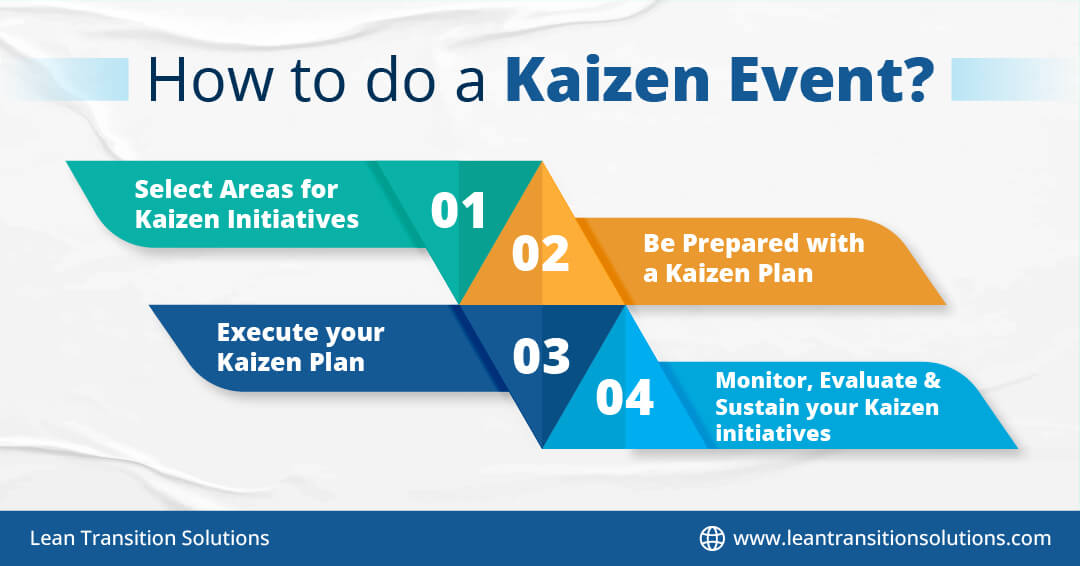 How to do a Kaizen Event?
Select Areas for
Kaizen Initiatives
01
02
Be Prepared with
a Kaizen Plan
Execute your
Kaizen Plan
03
04
Monitor, Evaluate &
Sustain your Kaizen
initiatives
Lean Transition Solutions
www.leantransitionsolutions.com